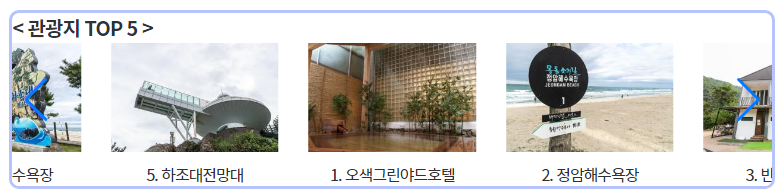 < 관광지 TOP 5 >
정암해수욕장
JEONGAM BEACH
1
수욕장
5. 하조대전망대
1. 오색그린야드호텔
2. 정암해수욕장
3. 반